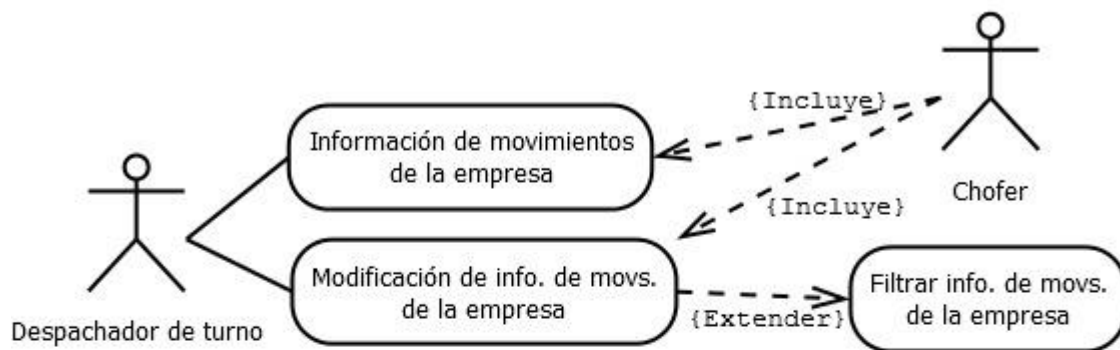 {Incluye}
Información de movimientos
de la empresa
Chofer
{Incluye}
Modificación de info. de movs.
de la empresa
Filtrar info. de movs.
de la empresa
{Extender}
Despachador de turno